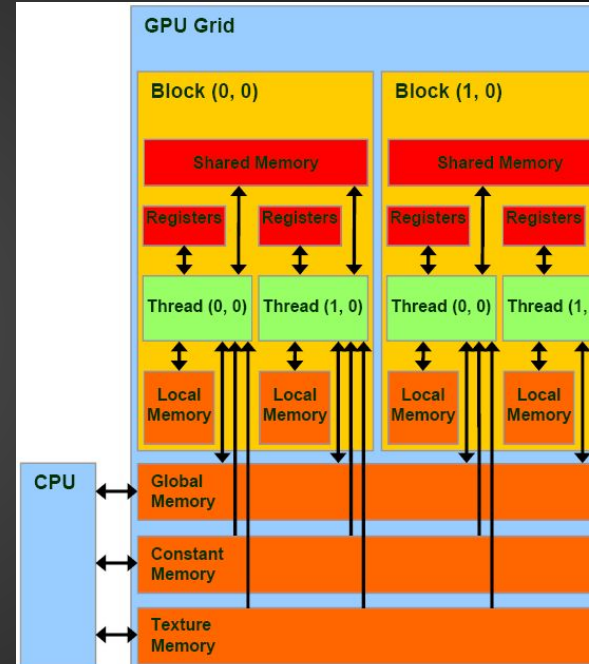 GPU Grid
Block (0, 0)
Block (1, 0)
Shared Memory
Shared Memory
Registers
Registers
Registers
Registers
Thread (0, 0)
Thread (1, 0)
Thread (0, 0)
Thread (1,
Local
Memory
Local
Memory
Local
Memory
Local
Memory
CPU
Global
Memory
Constant
Memory
Texture
Memory